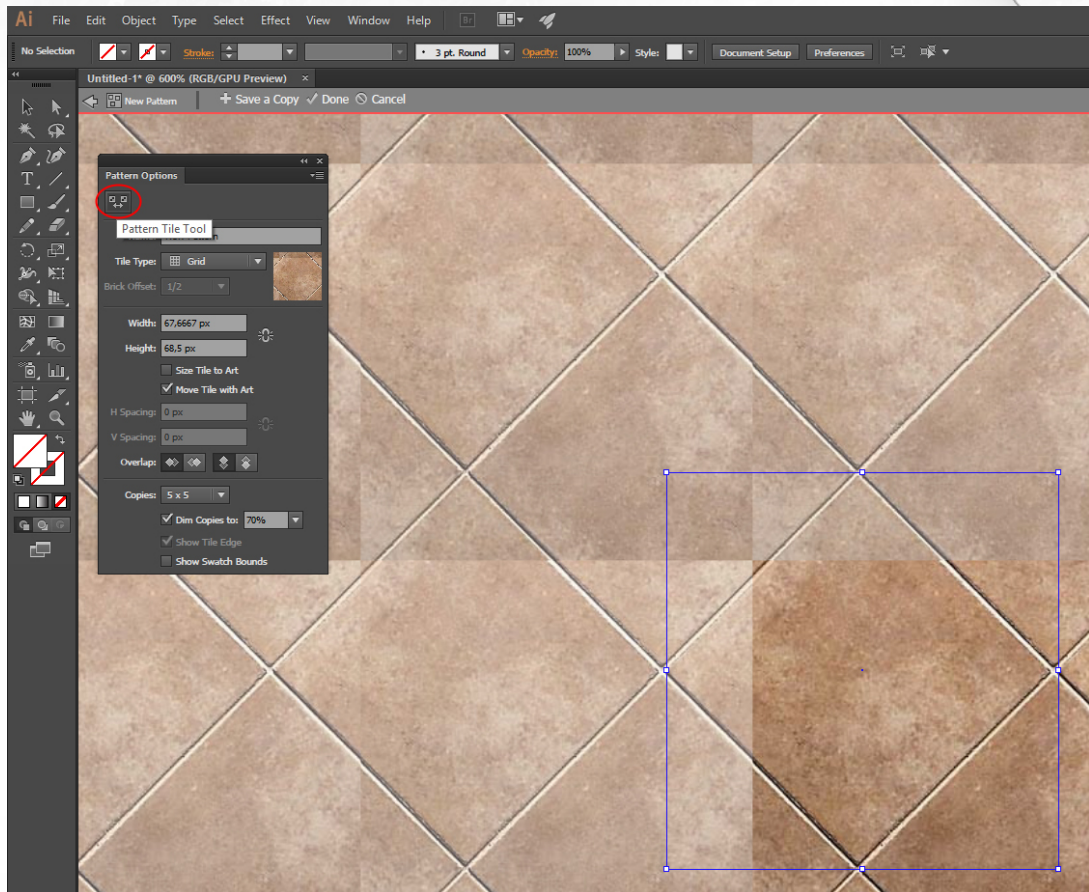 Ai File Edit Object Type Select Effect View Window Help Br
No Selection Stroke: 3 pt. Round Opacity: 100% Style: Document Setup Preferences
Untitled-1* @ 600% (RGB/GPU Preview) ×
New Pattern + Save a Copy ✓ Done Cancel
Pattern Options
Pattern Tile Tool
Tile Type: Grid
Brick Offset: 1/2
Width: 67,6667 px
Height: 68,5 px
Size Tile to Art
Move Tile with Art
H Spacing: 0 px
V Spacing: 0 px
Overlap:
Copies: 5 x 5
Dim Copies to: 70%
Show Tile Edge
Show Swatch Bounds